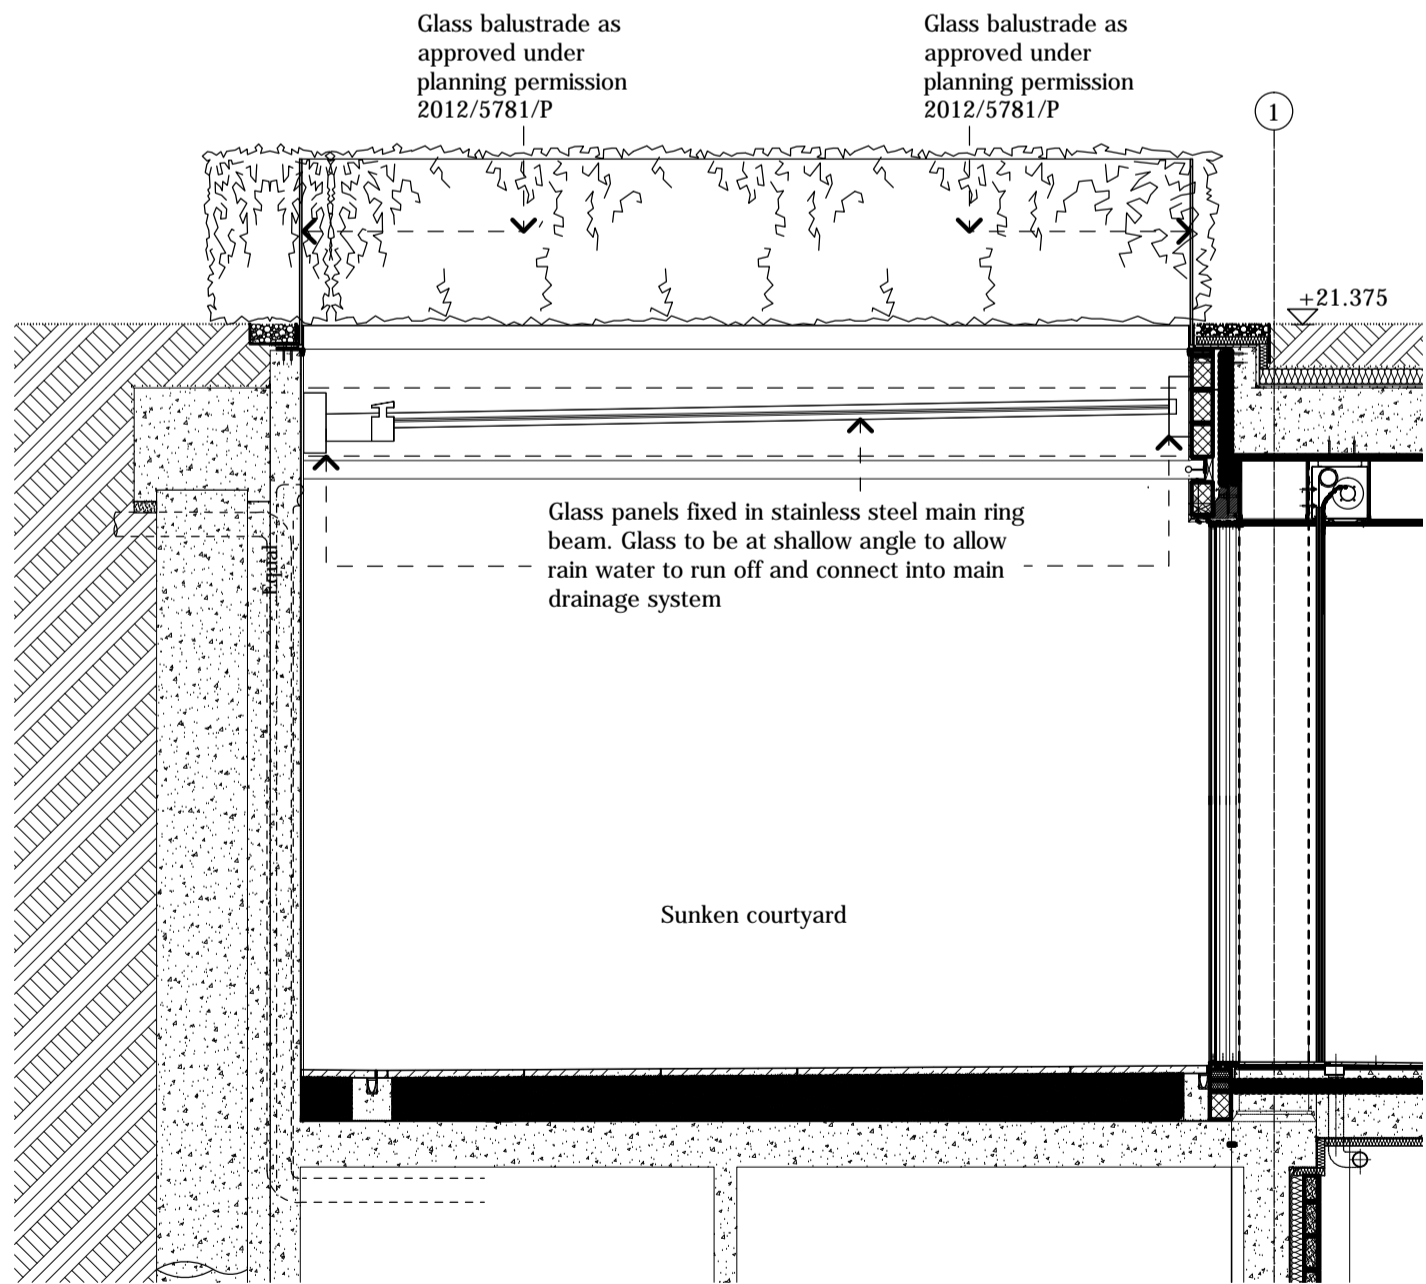 Glass balustrade as
approved under
planning permission
2012/5781/P
Glass balustrade as
approved under
planning permission
2012/5781/P
1
+21.375
Glass panels fixed in stainless steel main ring
beam. Glass to be at shallow angle to allow
rain water to run off and connect into main
drainage system
Equal
Sunken courtyard